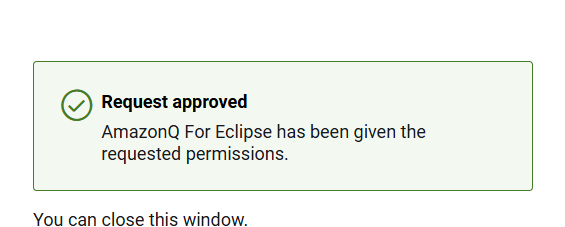 Request approved
AmazonQ For Eclipse has been given the
requested permissions.
You can close this window.